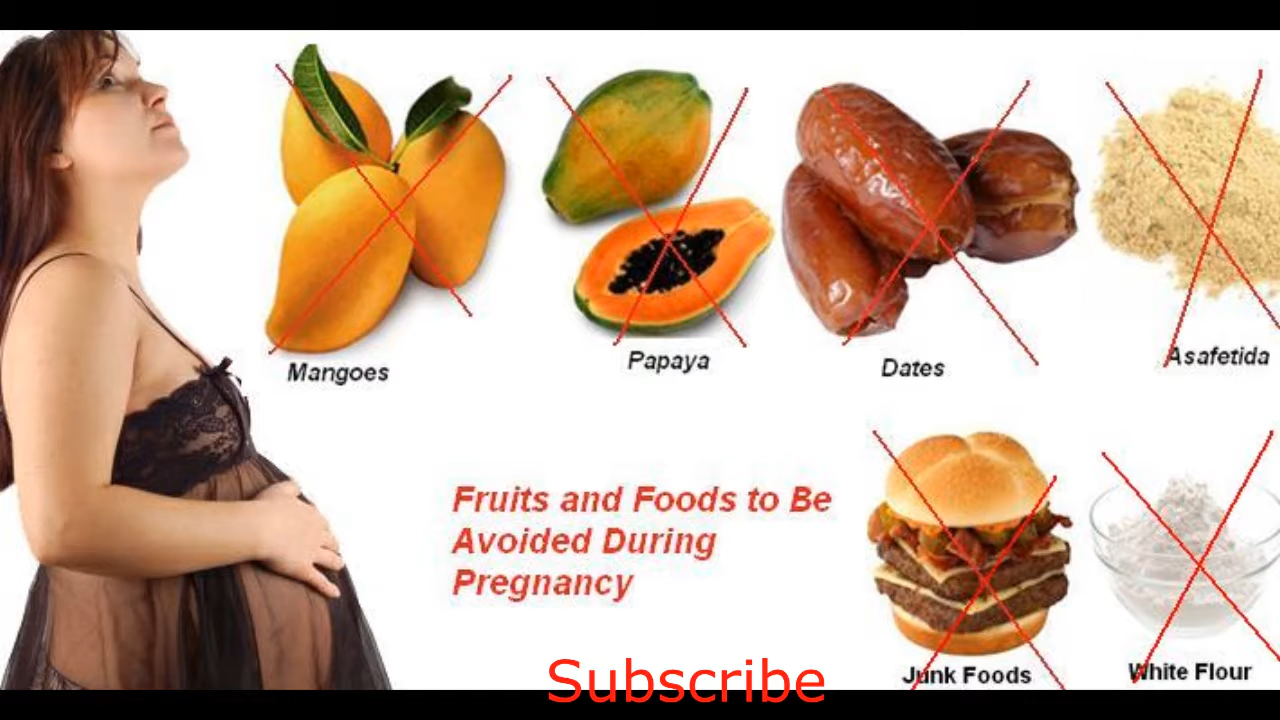 Mangoes
Papaya
Dates
Asafetida
Fruits and Foods to Be
Avoided During
Pregnancy
Junk Foods
White Flour
Subscribe